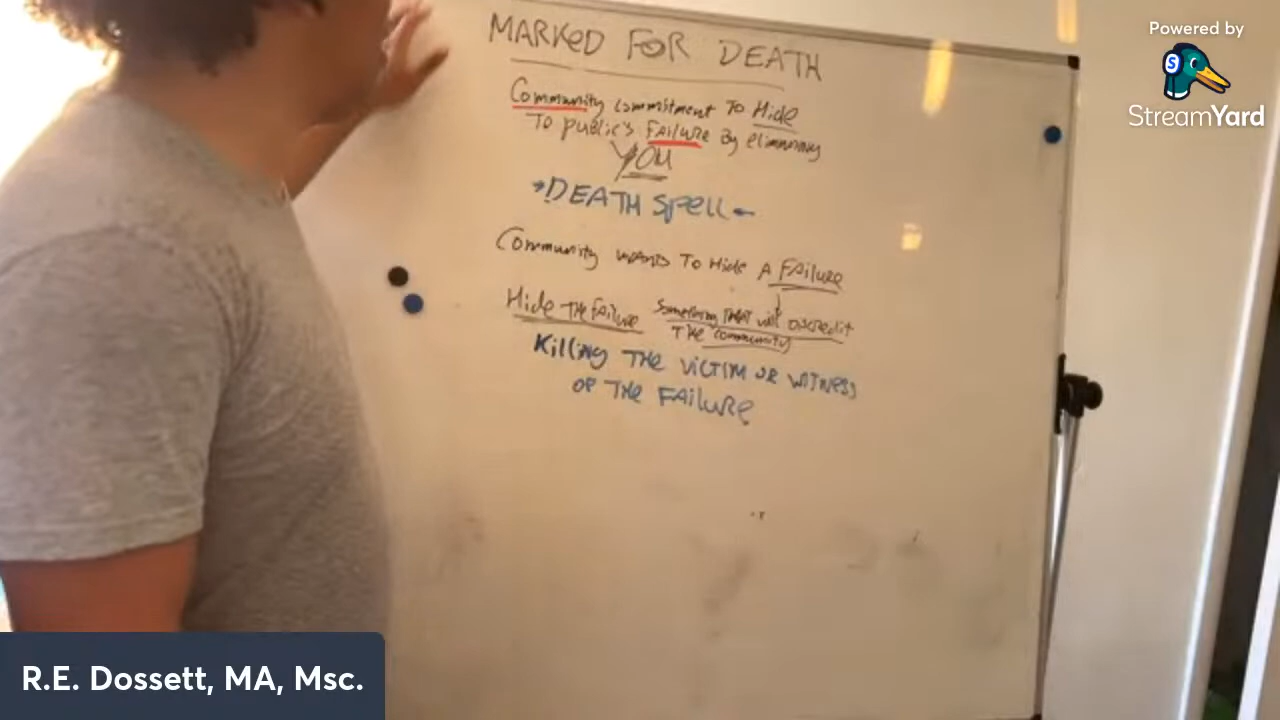 Powered by
StreamYard
MARKED FOR DEATH
Community commitment To Hide
To public's FAiluRe By eliminating
YOU
DEATH Spell
Community wants To Hide A FAiluRe
Hide THe FAiluRe Something THAT will discredit
THe community
Killing THe VicTim oR wiTness
OF THe FAiluRe
R.E. Dossett, MA, Msc.